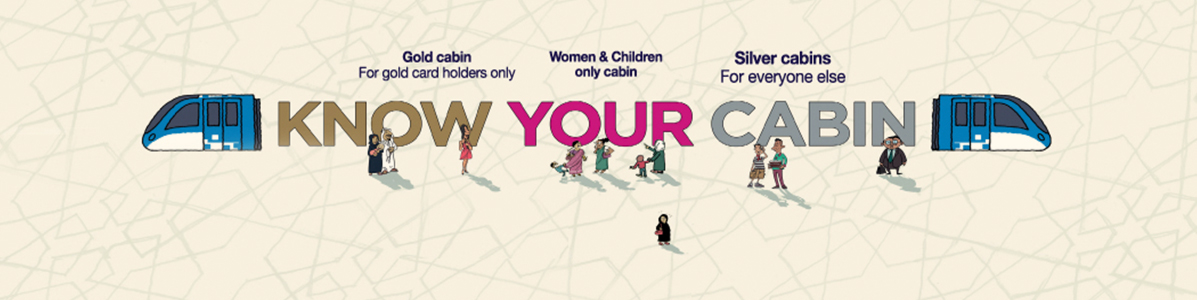 Gold cabin
For gold card holders only
Women & Children
only cabin
Silver cabins
For everyone else
KNOW YOUR CABIN